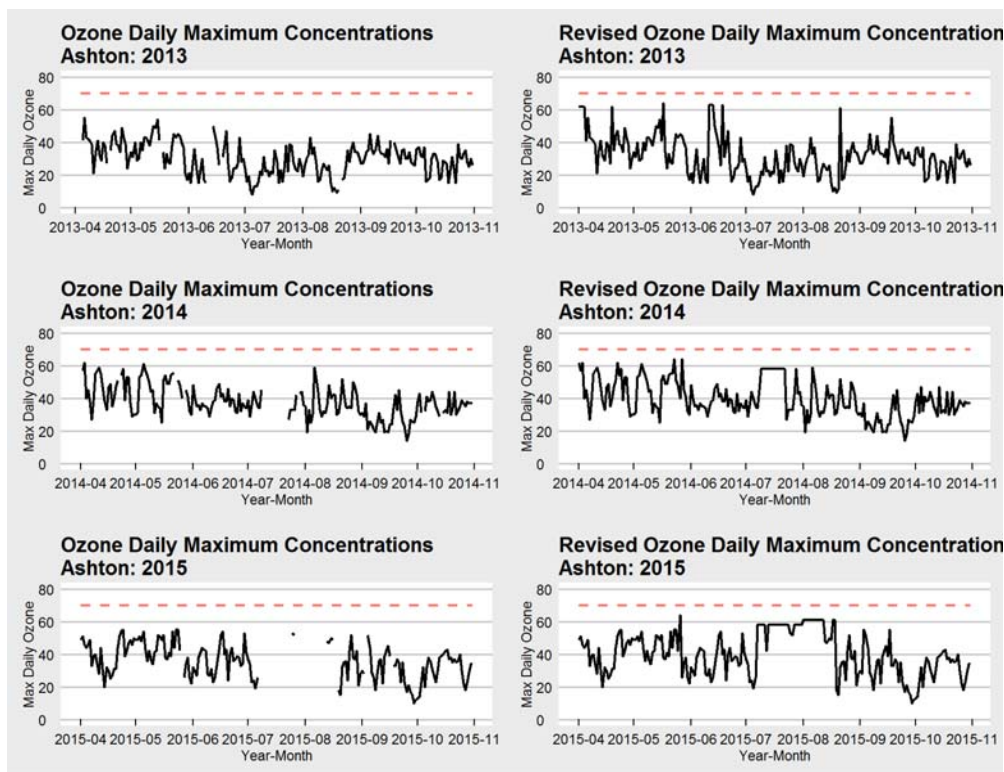 Ozone Daily Maximum Concentrations
Ashton: 2013
Max Daily Ozone
80
60
40
20
0
2013-04 2013-05 2013-06 2013-07 2013-08 2013-09 2013-10 2013-11
Year-Month
Revised Ozone Daily Maximum Concentration
Ashton: 2013
Max Daily Ozone
80
60
40
20
0
2013-04 2013-05 2013-06 2013-07 2013-08 2013-09 2013-10 2013-11
Year-Month
Ozone Daily Maximum Concentrations
Ashton: 2014
Max Daily Ozone
80
60
40
20
0
2014-04 2014-05 2014-06 2014-07 2014-08 2014-09 2014-10 2014-11
Year-Month
Revised Ozone Daily Maximum Concentration
Ashton: 2014
Max Daily Ozone
80
60
40
20
0
2014-04 2014-05 2014-06 2014-07 2014-08 2014-09 2014-10 2014-11
Year-Month
Ozone Daily Maximum Concentrations
Ashton: 2015
Max Daily Ozone
80
60
40
20
0
2015-04 2015-05 2015-06 2015-07 2015-08 2015-09 2015-10 2015-11
Year-Month
Revised Ozone Daily Maximum Concentration
Ashton: 2015
Max Daily Ozone
80
60
40
20
0
2015-04 2015-05 2015-06 2015-07 2015-08 2015-09 2015-10 2015-11
Year-Month